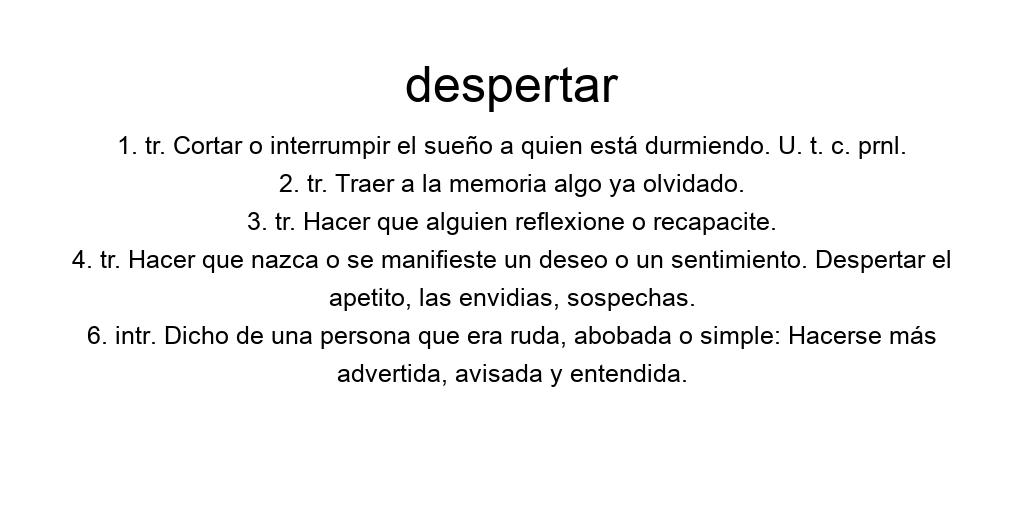 despertar
1. tr. Cortar o interrumpir el sueño a quien está durmiendo. U. t. c. prnl.
2. tr. Traer a la memoria algo ya olvidado.
3. tr. Hacer que alguien reflexione o recapacite.
4. tr. Hacer que nazca o se manifieste un deseo o un sentimiento. Despertar el
apetito, las envidias, sospechas.
6. intr. Dicho de una persona que era ruda, abobada o simple: Hacerse más
advertida, avisada y entendida.